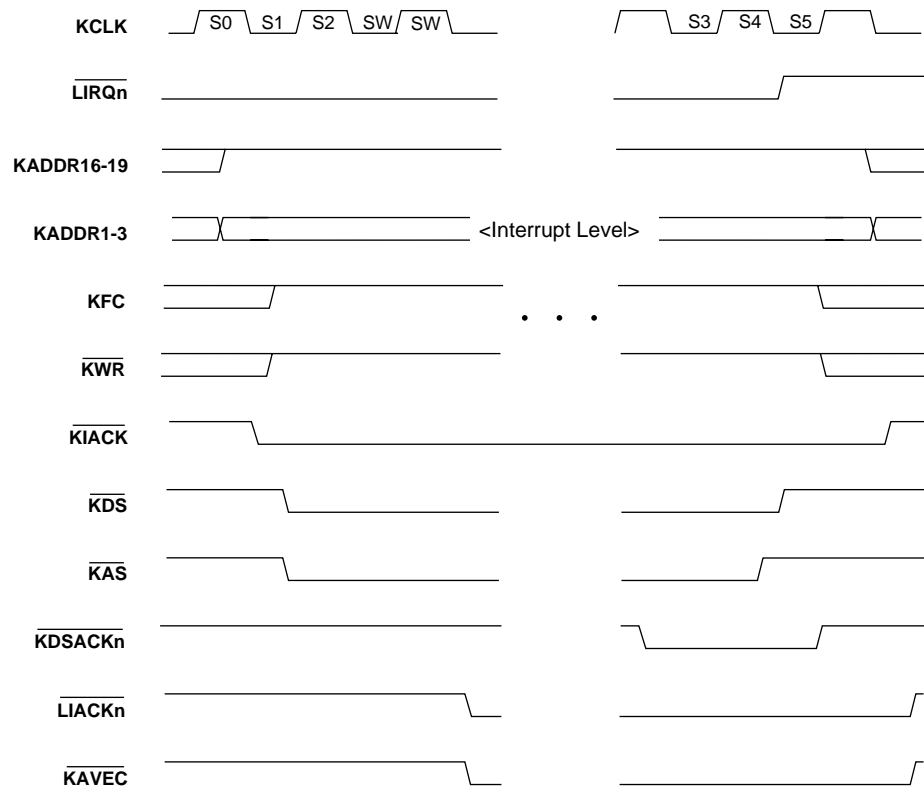 KCLK S0 S1 S2 SW SW S3 S4 S5
LIRQn
KADDR16-19
KADDR1-3 <Interrupt Level>
KFC
. . .
KWR
KIACK
KDS
KAS
KDSACKn
LIACKn
KAVEC